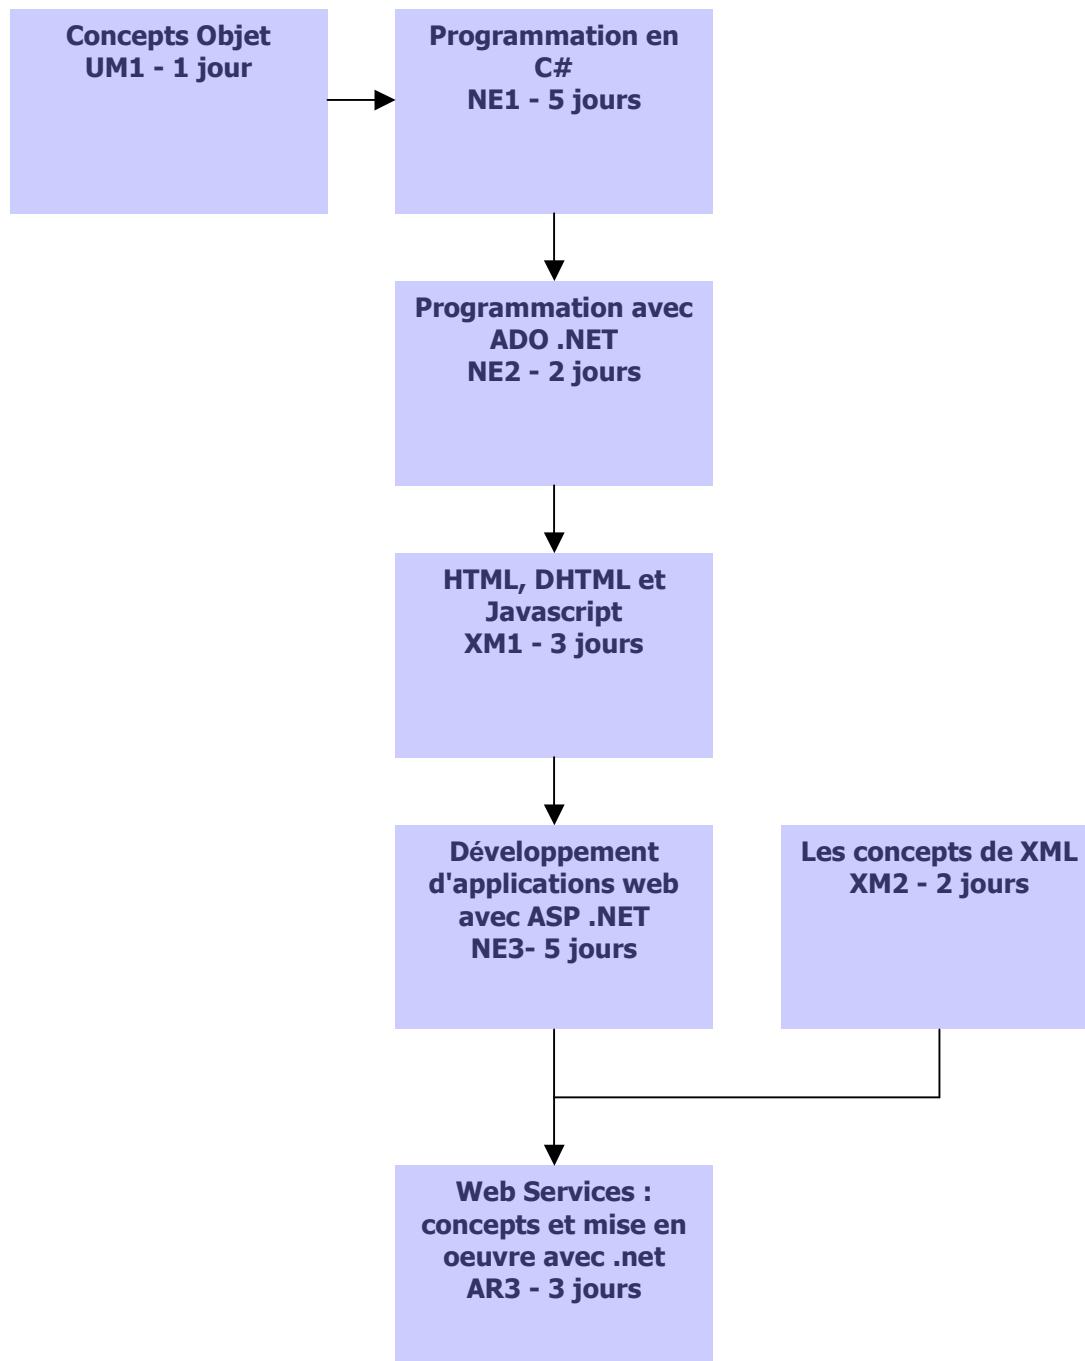 Concepts Objet
UM1 - 1 jour
Programmation en
C#
NE1 - 5 jours
Programmation avec
ADO .NET
NE2 - 2 jours
HTML, DHTML et
Javascript
XM1 - 3 jours
Développement
d'applications web
avec ASP .NET
NE3- 5 jours
Les concepts de XML
XM2 - 2 jours
Web Services :
concepts et mise en
oeuvre avec .net
AR3 - 3 jours